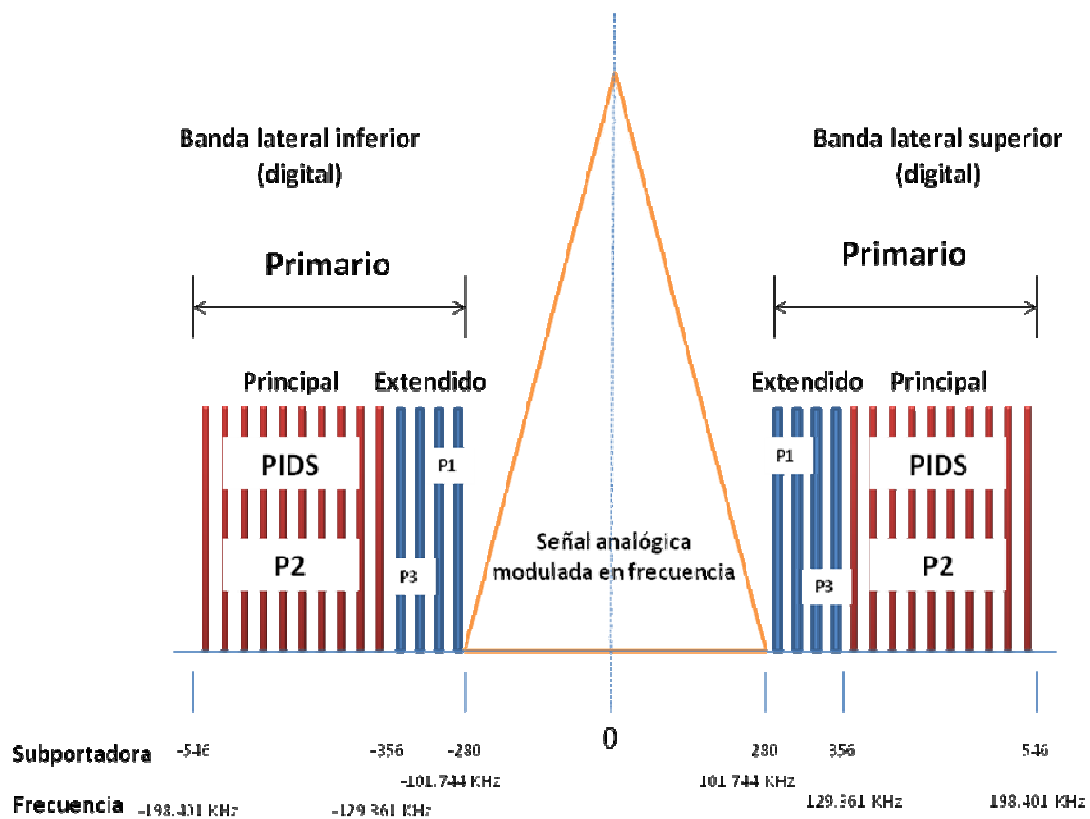 Banda lateral inferior
(digital)
Banda lateral superior
(digital)
Primario
Primario
Principal
Extendido
Extendido
Principal
PIDS
P1
P3
P2
Señal analógica
modulada en frecuencia
P1
P3
PIDS
P2
Subportadora -546 -356 -280 0 280 356 546
-101.744 KHz 101 744 KHz
Frecuencia -198.401 KHz -129.361 KHz 129.361 KHz 198.401 KHz